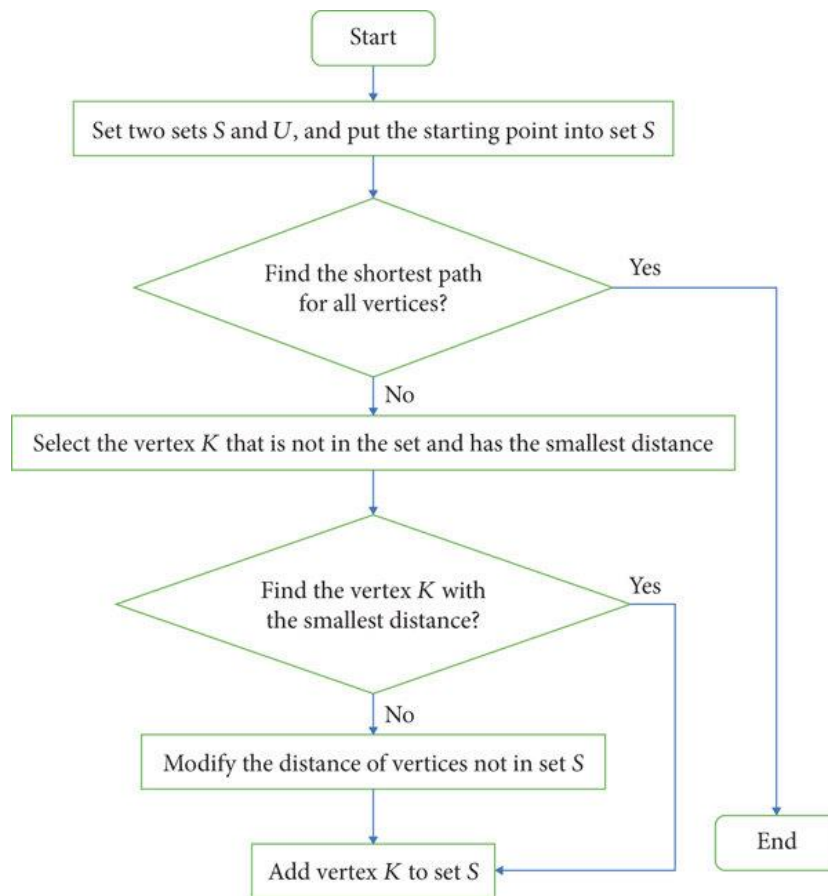 Start
Set two sets S and U, and put the starting point into set S
Find the shortest path
for all vertices?
Yes
No
Select the vertex K that is not in the set and has the smallest distance
Find the vertex K with
the smallest distance?
Yes
No
Modify the distance of vertices not in set S
Add vertex K to set S
End